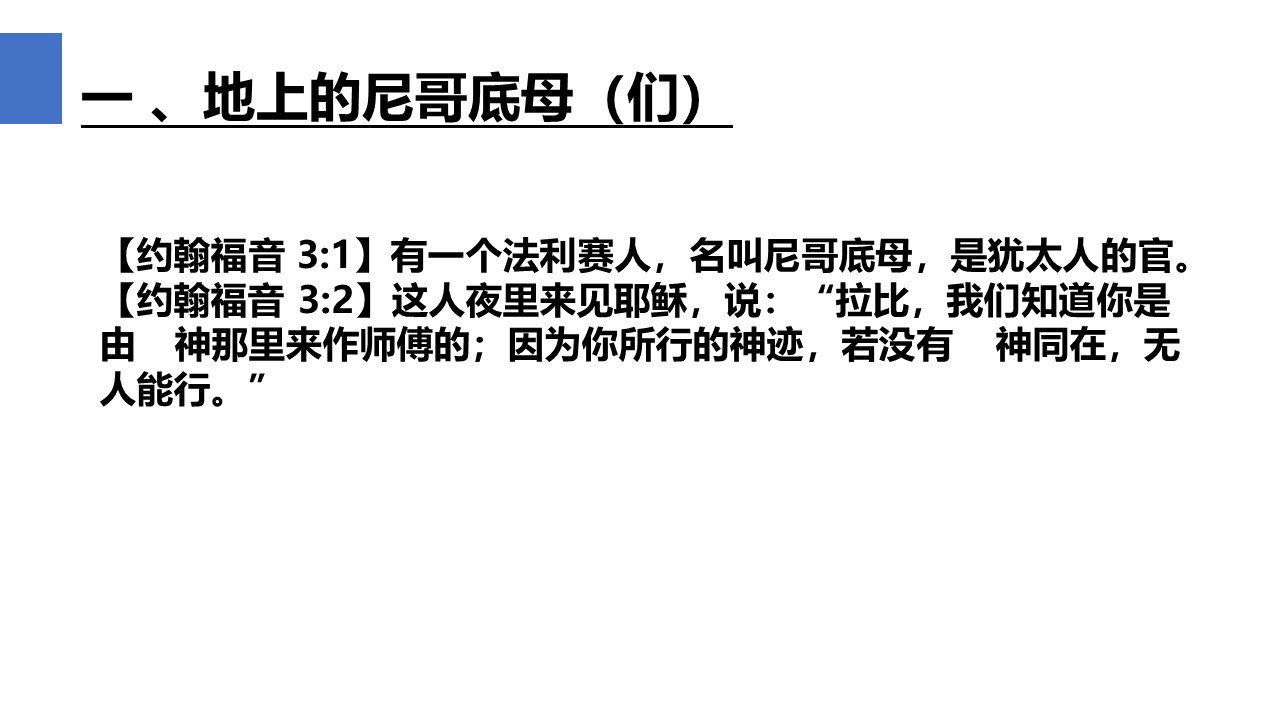 一 、地上的尼哥底母（们）
【约翰福音 3:1】有一个法利赛人，名叫尼哥底母，是犹太人的官。
【约翰福音 3:2】这人夜里来见耶稣，说：“拉比，我们知道你是
由　神那里来作师傅的；因为你所行的神迹，若没有　神同在，无
人能行。”